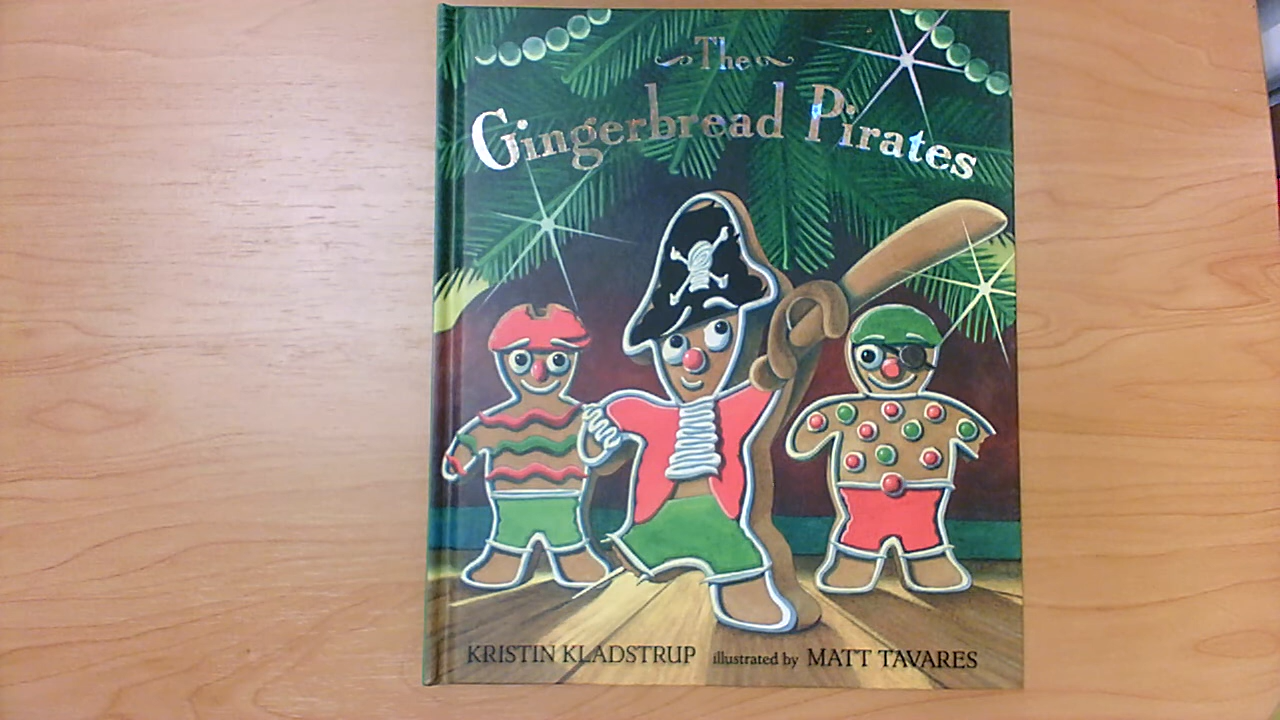 The
Gingerbread Pirates
KRISTIN KLADSTRUP illustrated by MATT TAVARES